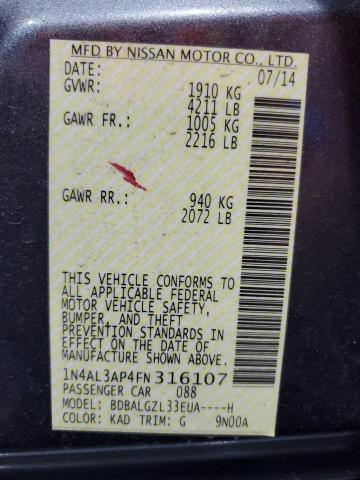 MFD BY NISSAN MOTOR CO., LTD.
DATE: 07/14
GVWR: 1910 KG
4211 LB
GAWR FR.: 1005 KG
2216 LB
GAWR RR.: 940 KG
2072 LB
THIS VEHICLE CONFORMS TO
ALL APPLICABLE FEDERAL
MOTOR VEHICLE SAFETY,
BUMPER, AND THEFT
PREVENTION STANDARDS IN
EFFECT ON THE DATE OF
MANUFACTURE SHOWN ABOVE.
1N4AL3AP4FN316107
PASSENGER CAR 088
MODEL: BDBALGZL33EUA----H
COLOR: KAD TRIM: G 9N00A